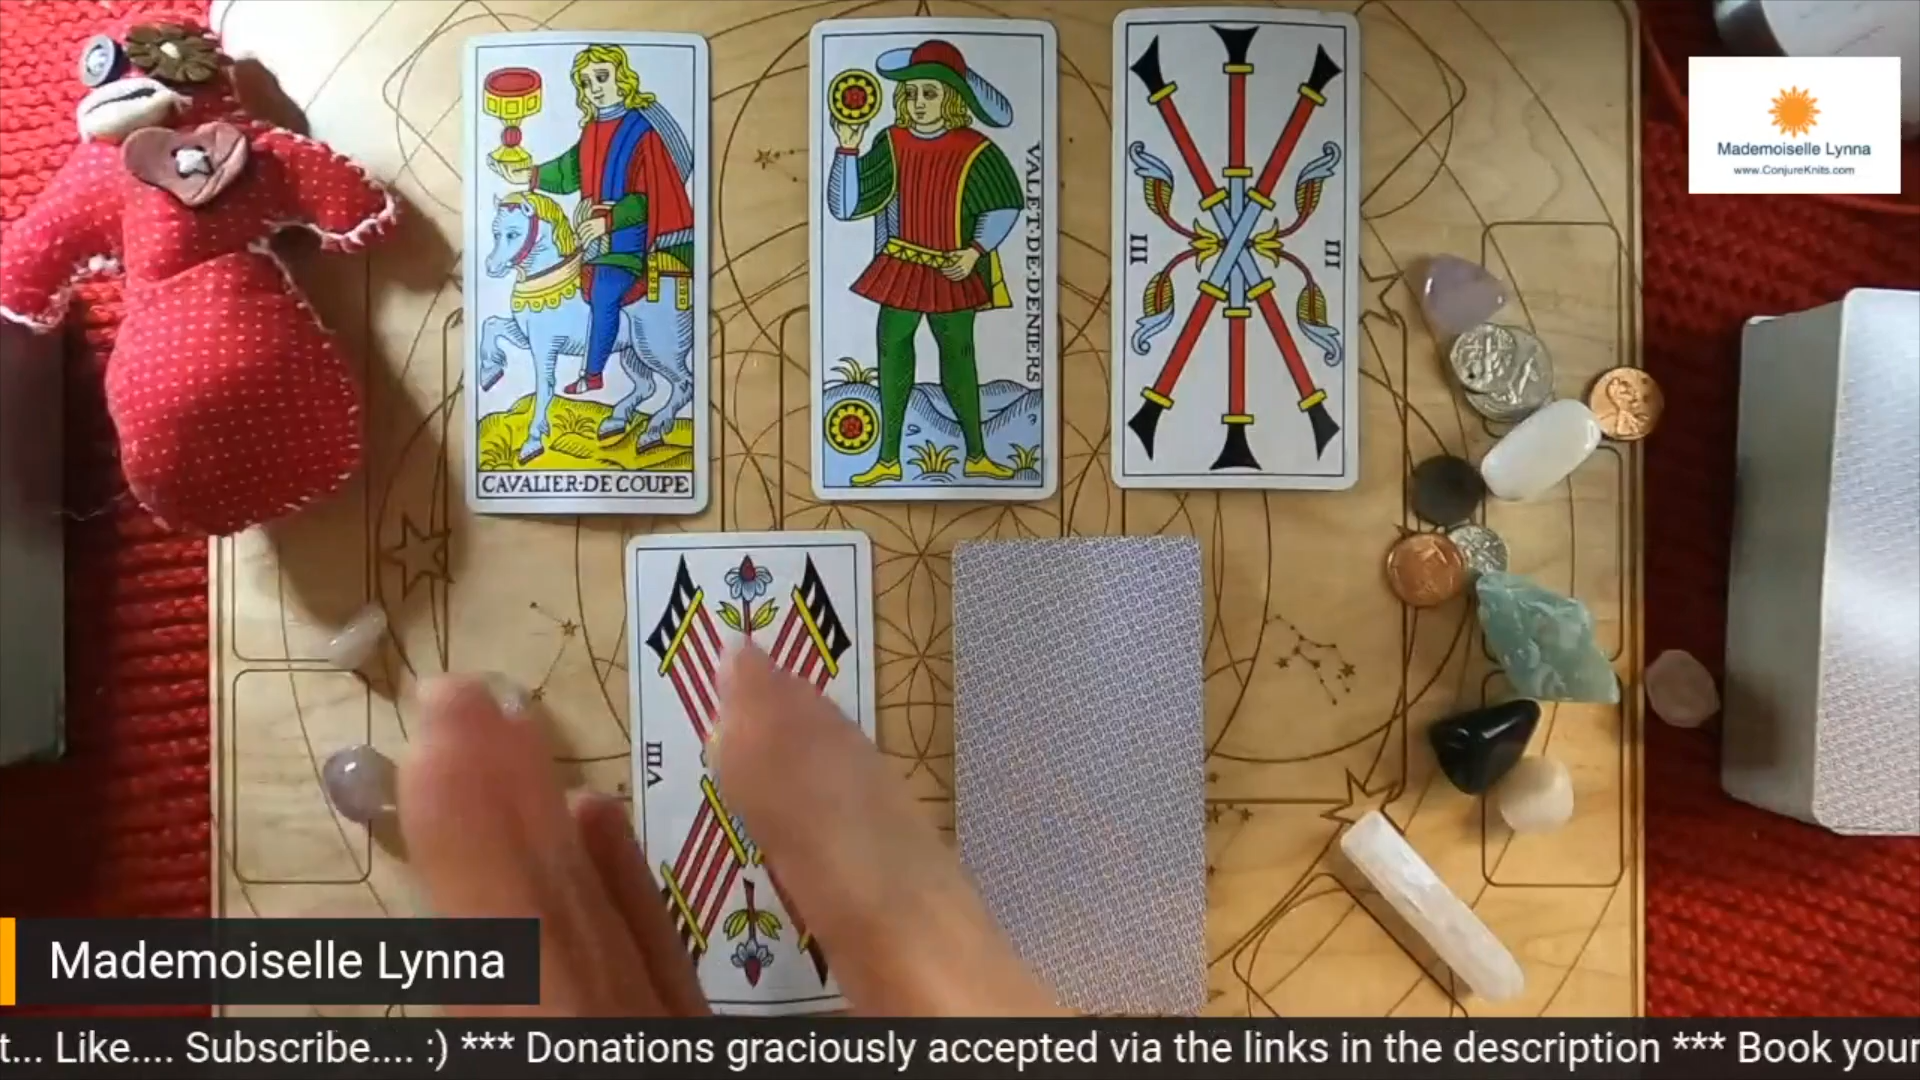 Mademoiselle Lynna
www.ConjureKnits.com
CAVALIER·DE COUPE
VALET·DE·DENIERS
III
III
VIII
Mademoiselle Lynna
t... Like.... Subscribe.... :) *** Donations graciously accepted via the links in the description *** Book your